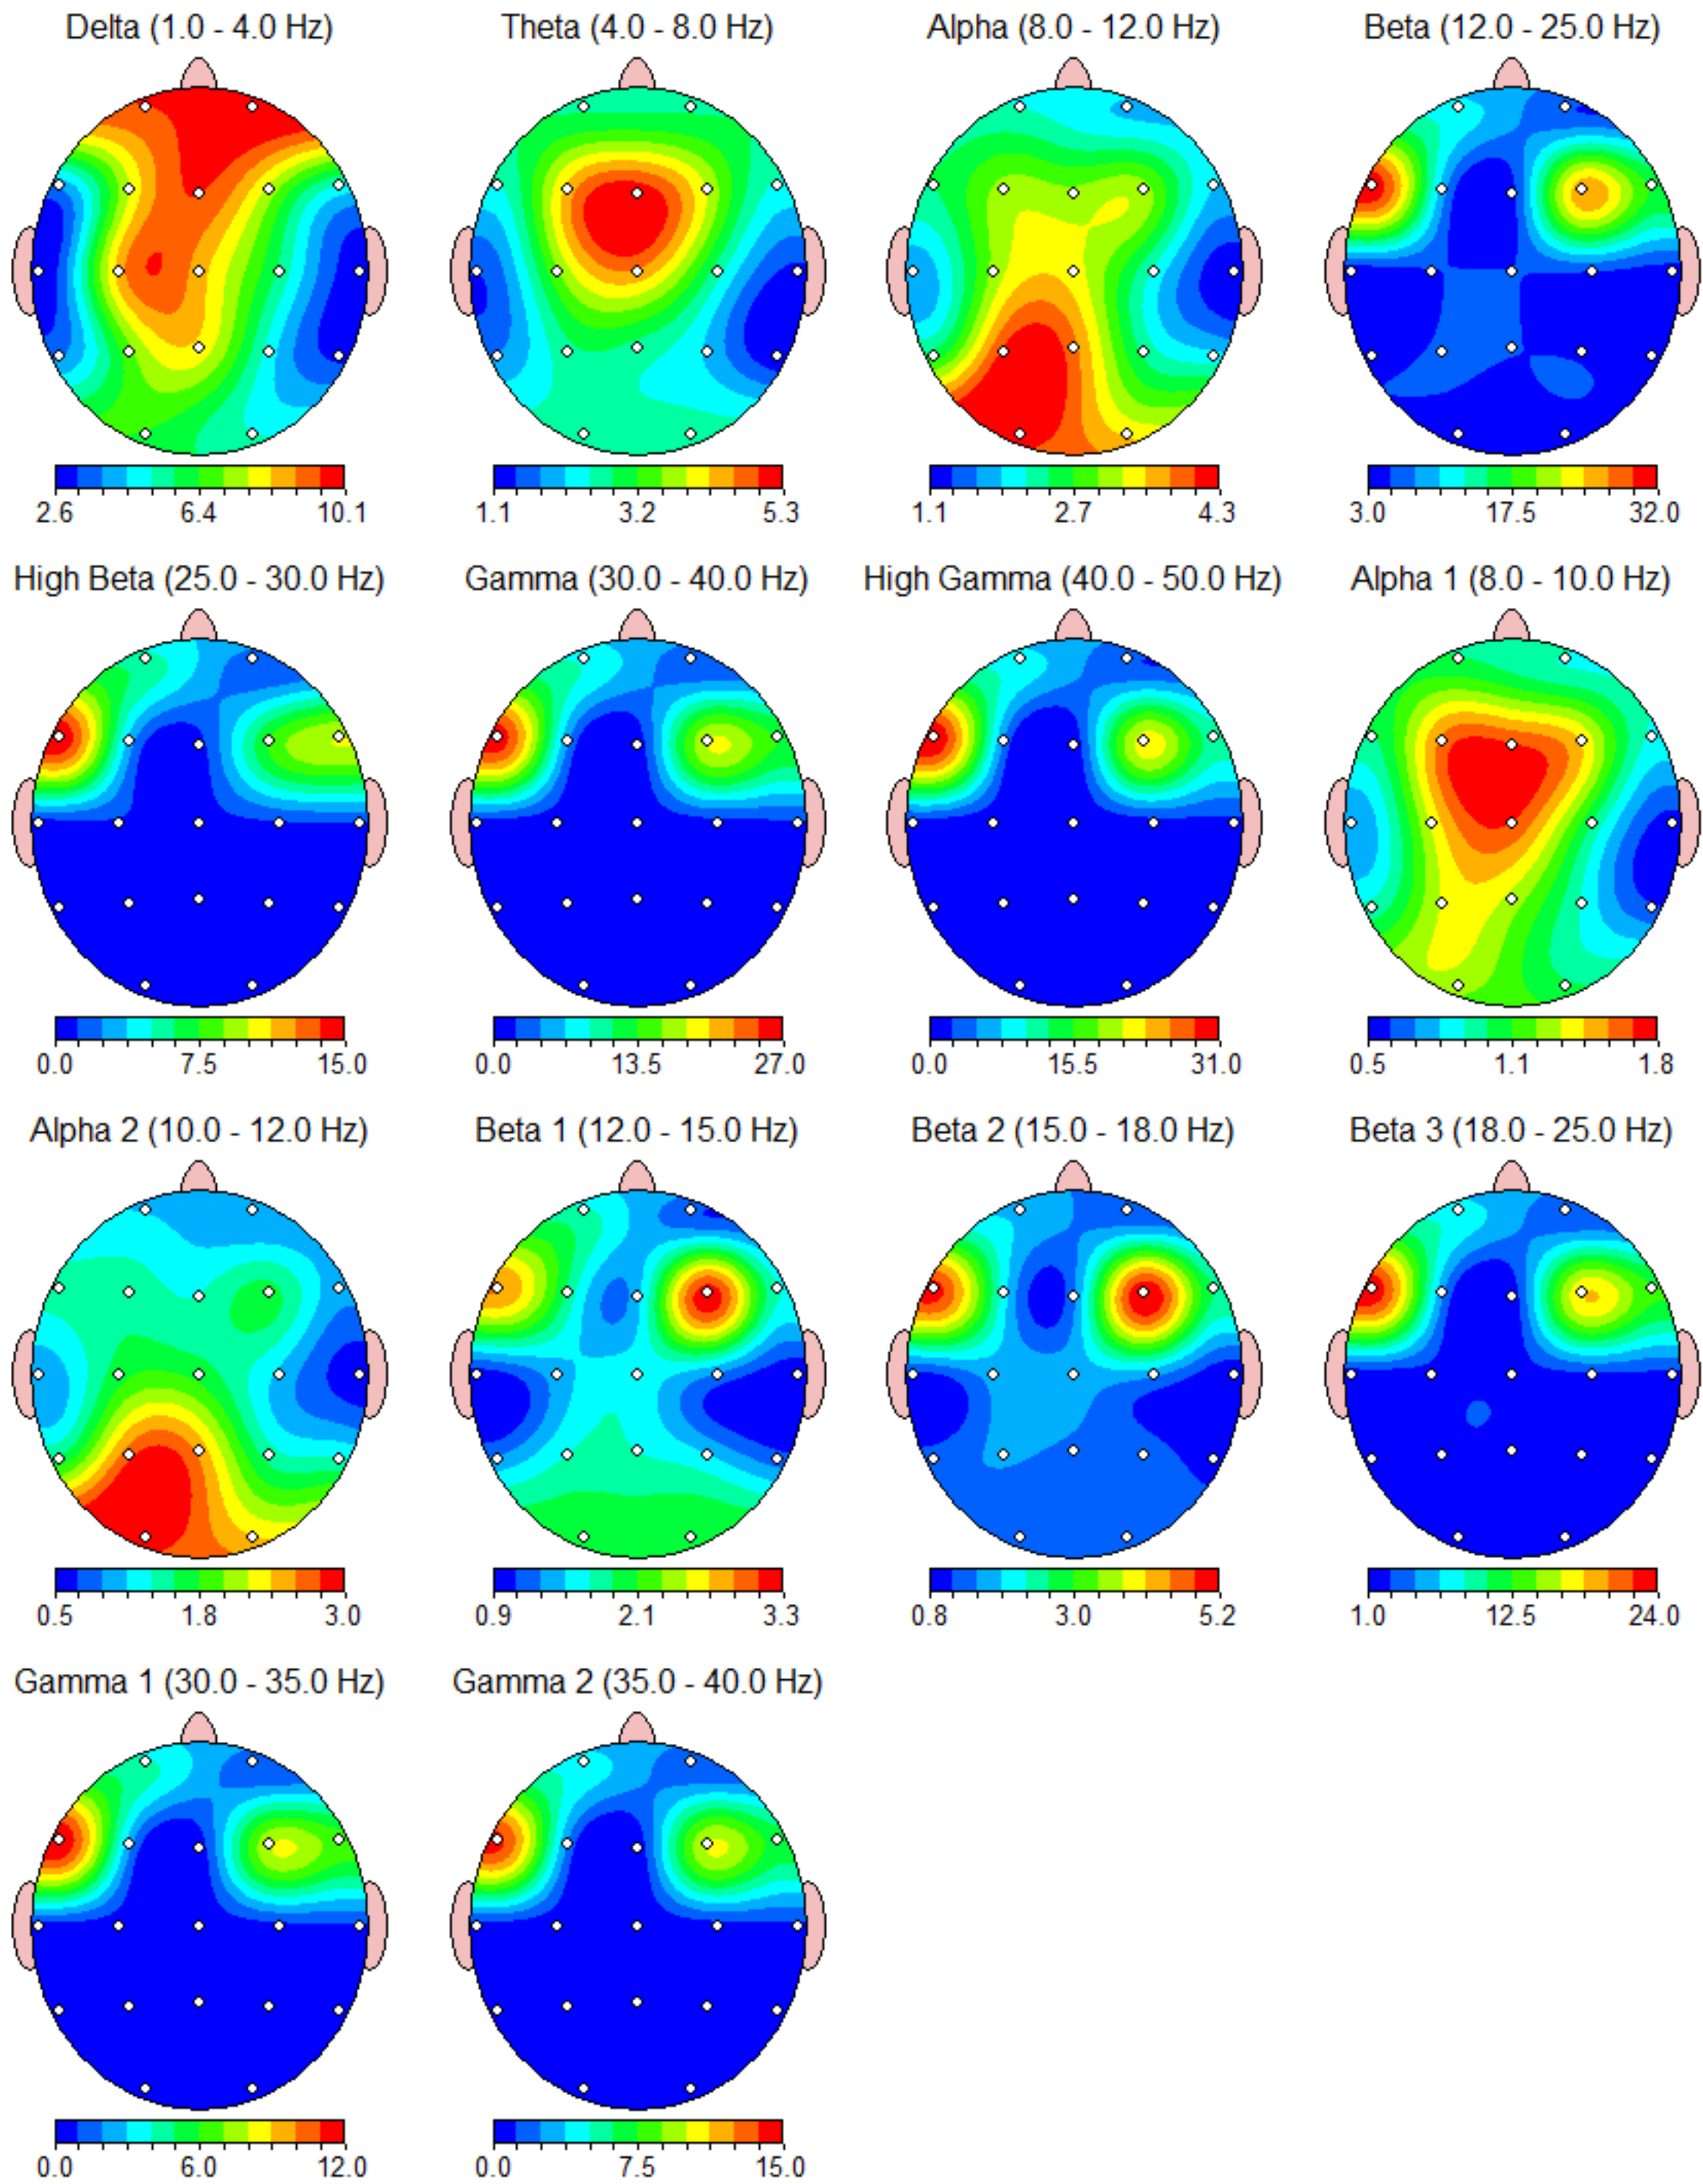 Delta (1.0 - 4.0 Hz) Theta (4.0 - 8.0 Hz) Alpha (8.0 - 12.0 Hz) Beta (12.0 - 25.0 Hz)
2.6 6.4 10.1 1.1 3.2 5.3 1.1 2.7 4.3 3.0 17.5 32.0
High Beta (25.0 - 30.0 Hz) Gamma (30.0 - 40.0 Hz) High Gamma (40.0 - 50.0 Hz) Alpha 1 (8.0 - 10.0 Hz)
0.0 7.5 15.0 0.0 13.5 27.0 0.0 15.5 31.0 0.5 1.1 1.8
Alpha 2 (10.0 - 12.0 Hz) Beta 1 (12.0 - 15.0 Hz) Beta 2 (15.0 - 18.0 Hz) Beta 3 (18.0 - 25.0 Hz)
0.5 1.8 3.0 0.9 2.1 3.3 0.8 3.0 5.2 1.0 12.5 24.0
Gamma 1 (30.0 - 35.0 Hz) Gamma 2 (35.0 - 40.0 Hz)
0.0 6.0 12.0 0.0 7.5 15.0